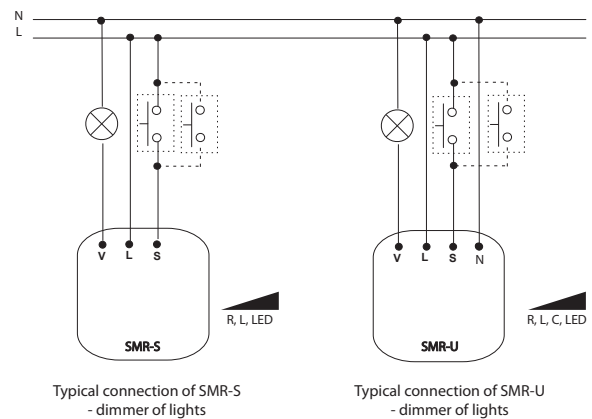 N
L
V L S
V L S N
R, L, LED
R, L, C, LED
SMR-S
SMR-U
Typical connection of SMR-S
- dimmer of lights
Typical connection of SMR-U
- dimmer of lights